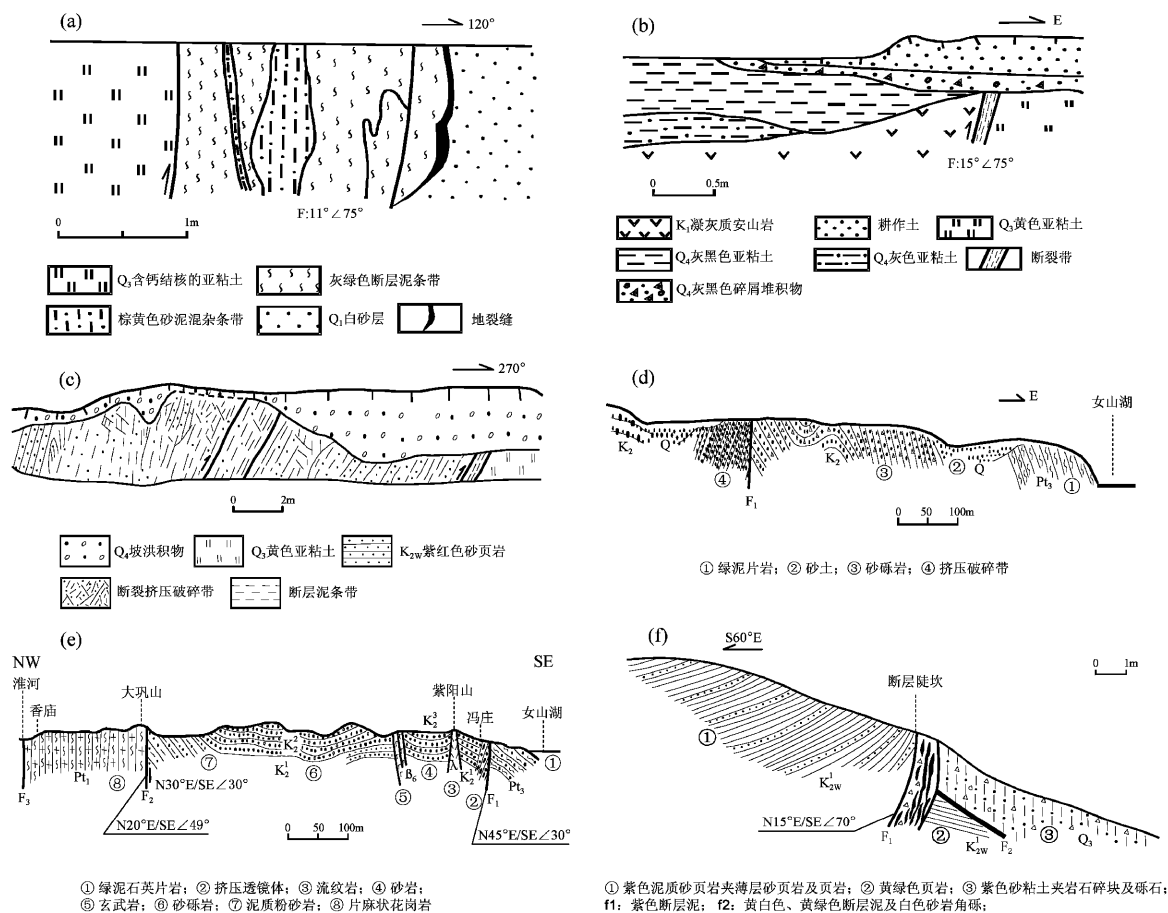 (a)
120°
F:11°∠75°
0 1m
Q₃含钙结核的亚粘土
灰绿色断层泥条带
棕黄色砂泥混杂条带
Q₁白砂层
地裂缝
(b)
E
F:15°∠75°
0 0.5m
K₁凝灰质安山岩
耕作土
Q₃黄色亚粘土
Q₄灰黑色亚粘土
Q₄灰色亚粘土
断裂带
Q₄灰黑色碎屑堆积物
(c)
270°
0 2m
Q₄坡洪积物
Q₃黄色亚粘土
K₂w紫红色砂页岩
断裂挤压破碎带
断层泥条带
(d)
E
女山湖
K₂
Q
④
F₁
K₂
③
②
Q
Pt₃
①
0 50 100m
① 绿泥片岩；② 砂土；③ 砂砾岩；④ 挤压破碎带
(e)
NW
SE
淮河
香庙
大巩山
紫阳山
冯庄
女山湖
K₂³
K₂
K₂¹
Pt₁
⑧
⑦
⑥
β₆
⑤
④
③
K₂¹
②
Pt₃
①
F₃
F₂
F₁
N30°E/SE∠30°
N20°E/SE∠49°
N45°E/SE∠30°
0 50 100m
① 绿泥石英片岩；② 挤压透镜体；③ 流纹岩；④ 砂岩；
⑤ 玄武岩；⑥ 砂砾岩；⑦ 泥质粉砂岩；⑧ 片麻状花岗岩
(f)
S60°E
0 1m
断层陡坎
①
K₂w¹
N15°E/SE∠70°
F₁
②
K₂w¹
F₂
③
Q₃
① 紫色泥质砂页岩夹薄层砂页岩及页岩；② 黄绿色页岩；③ 紫色砂粘土夹岩石碎块及砾石；
f1：紫色断层泥；f2：黄白色、黄绿色断层泥及白色砂岩角砾；